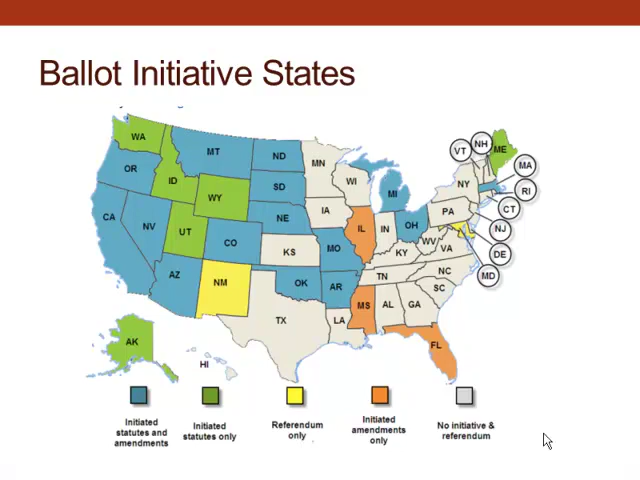 Ballot Initiative States
WA
MT
ND
MN
VT
NH
ME
OR
ID
SD
WI
MI
NY
MA
RI
WY
CT
CA
NV
UT
NE
IA
IL
IN
OH
PA
NJ
CO
KS
MO
WV
VA
DE
KY
MD
AZ
NM
OK
AR
TN
NC
SC
TX
LA
MS
AL
GA
FL
AK
HI
Initiated
statutes and
amendments
Initiated
statutes only
Referendum
only
Initiated
amendments
only
No initiative &
referendum